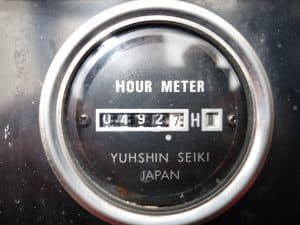 HOUR METER
04927 H T
YUHSHIN SEIKI
JAPAN